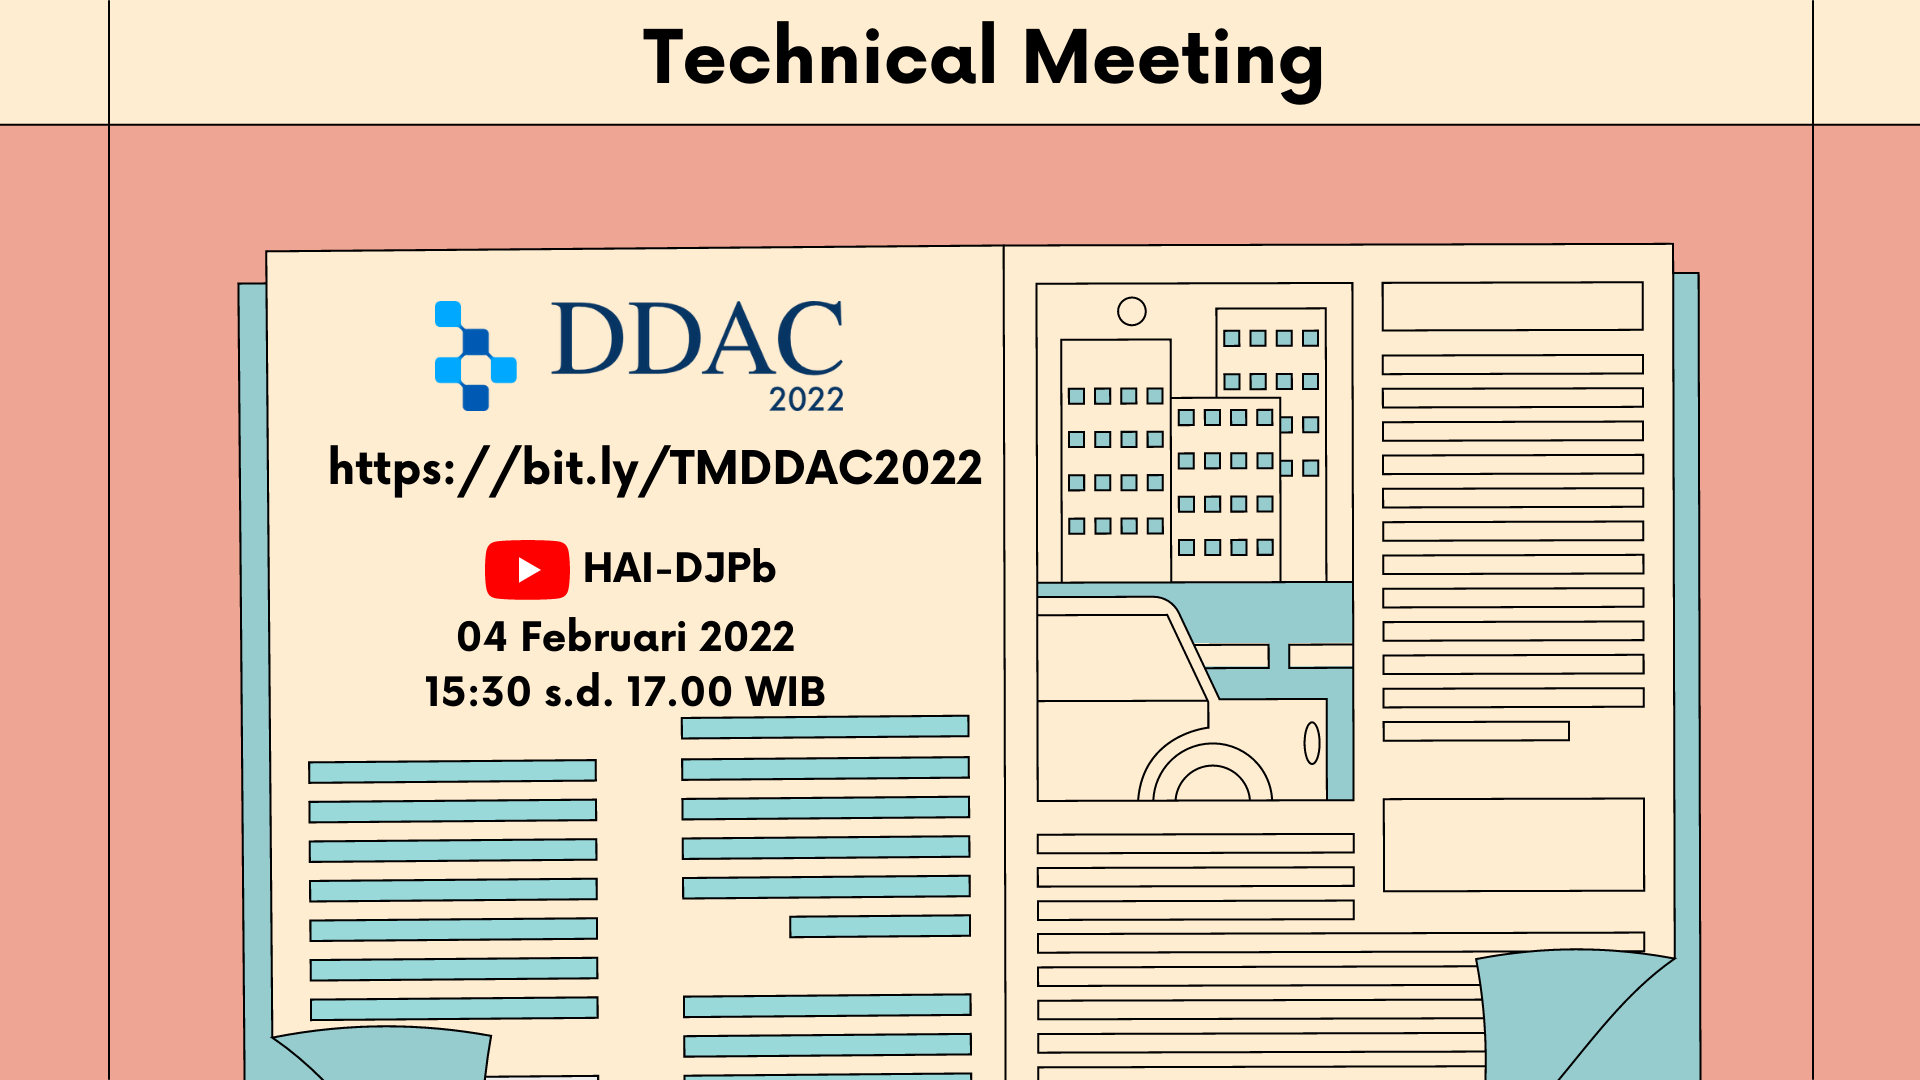 Technical Meeting
DDAC
2022
https://bit.ly/TMDDAC2022
HAI-DJPb
04 Februari 2022
15:30 s.d. 17.00 WIB